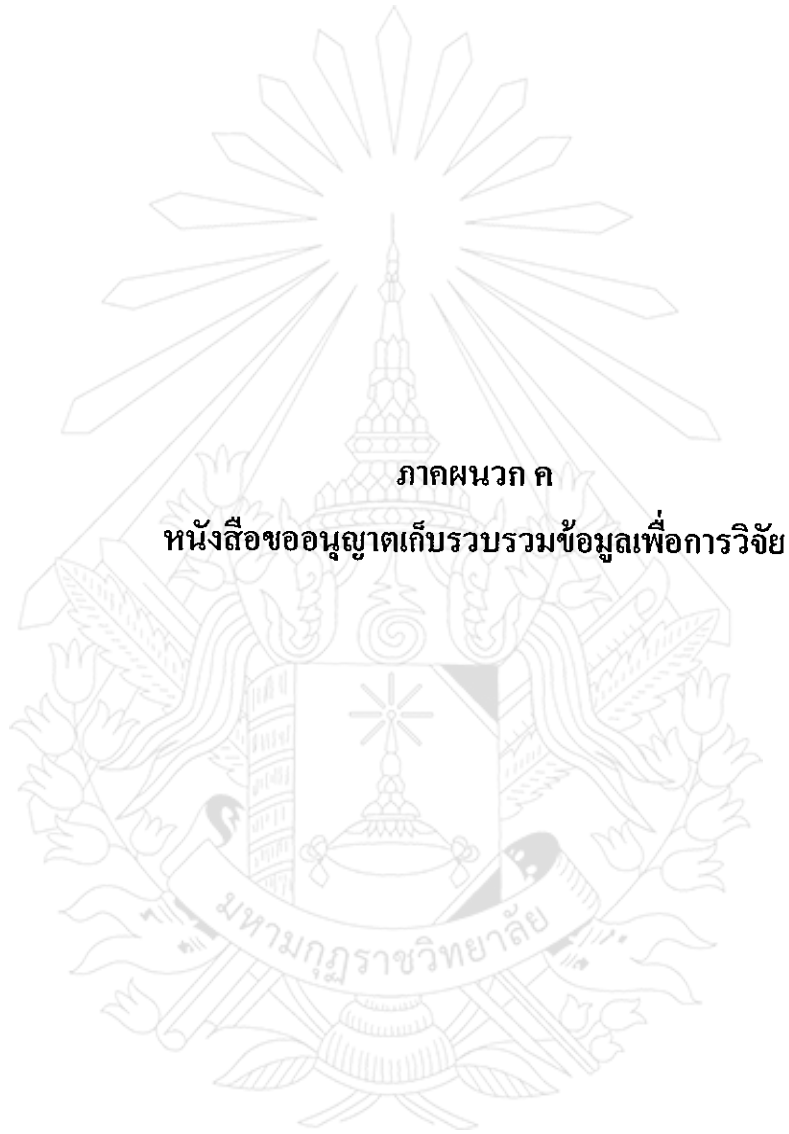 ภาคผนวก ค
หนังสือขออนุญาตเก็บรวบรวมข้อมูลเพื่อการวิจัย
มหามกุฏราชวิทยาลัย